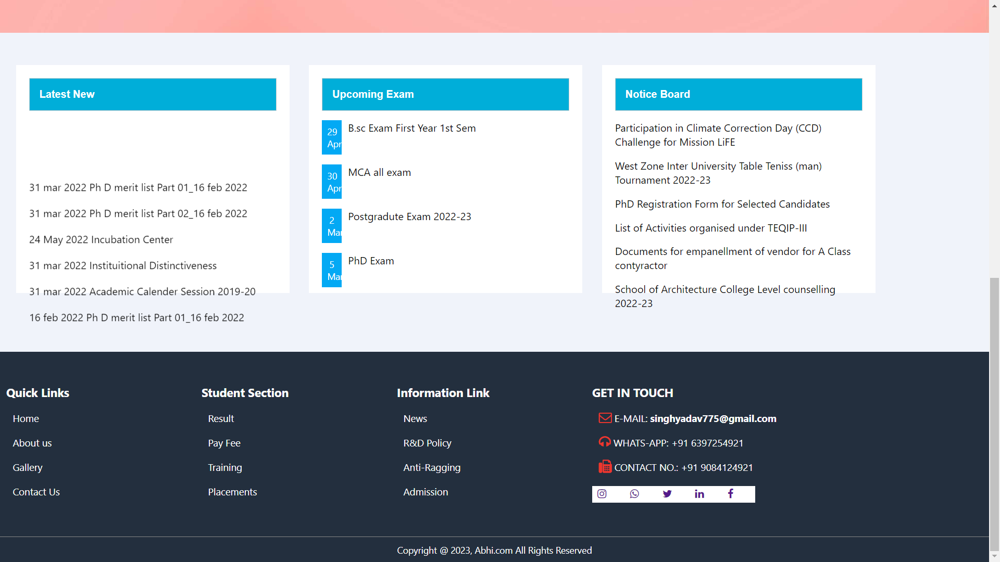 Latest New
31 mar 2022 Ph D merit list Part 01_16 feb 2022
31 mar 2022 Ph D merit list Part 02_16 feb 2022
24 May 2022 Incubation Center
31 mar 2022 Instituitional Distinctiveness
31 mar 2022 Academic Calender Session 2019-20
16 feb 2022 Ph D merit list Part 01_16 feb 2022
Upcoming Exam
29
Apr
B.sc Exam First Year 1st Sem
30
Apr
MCA all exam
2
Mar
Postgradute Exam 2022-23
5
Mar
PhD Exam
Notice Board
Participation in Climate Correction Day (CCD)
Challenge for Mission LiFE
West Zone Inter University Table Teniss (man)
Tournament 2022-23
PhD Registration Form for Selected Candidates
List of Activities organised under TEQIP-III
Documents for empanellment of vendor for A Class
contyractor
School of Architecture College Level counselling
2022-23
Quick Links
Home
About us
Gallery
Contact Us
Student Section
Result
Pay Fee
Training
Placements
Information Link
News
R&D Policy
Anti-Ragging
Admission
GET IN TOUCH
E-MAIL: singhyadav775@gmail.com
WHATS-APP: +91 6397254921
CONTACT NO.: +91 9084124921
Copyright @ 2023, Abhi.com All Rights Reserved